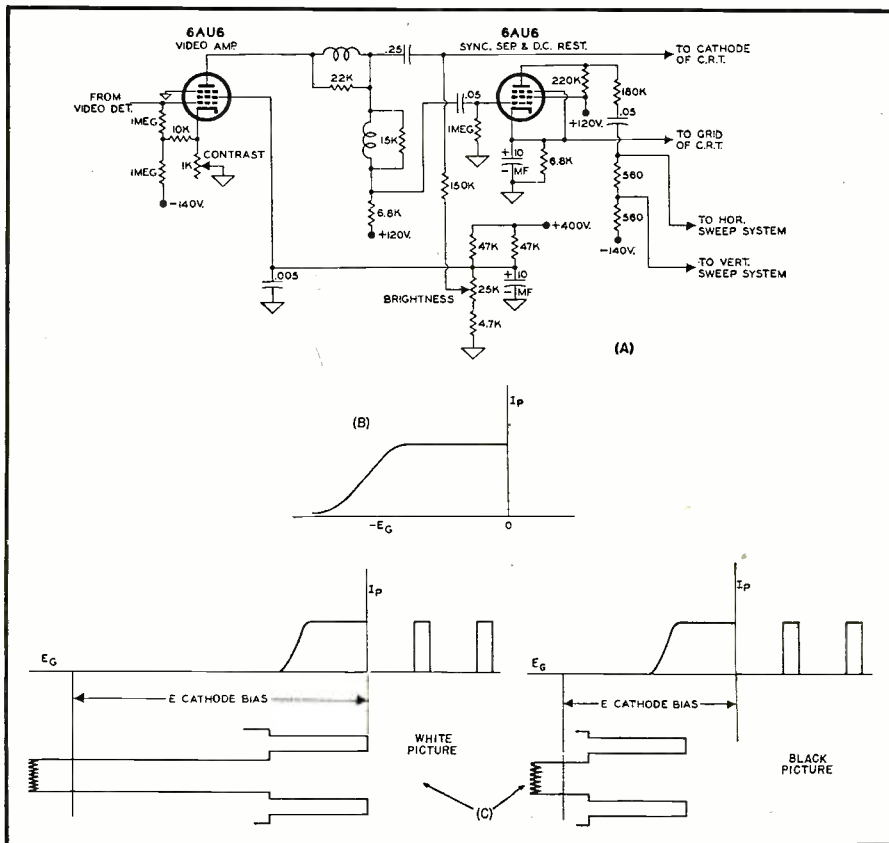 6AU6
VIDEO AMP.
6AU6
SYNC. SEP & D.C. REST.
.25
TO CATHODE
OF C.R.T.
22K
220K
180K
FROM
VIDEO DET.
1MEG
10K
.05
+120V.
.05
TO GRID
OF C.R.T.
15K
1MEG
CONTRAST
1K
+ 10
- MF
6.8K
560
1MEG
150K
-140V.
6.8K
+120V.
560
+400V.
-140V.
TO HOR.
SWEEP SYSTEM
47K
47K
TO VERT.
SWEEP SYSTEM
.005
+ 10
- MF
BRIGHTNESS
25K
4.7K
(A)
(B)
IP
-EG
0
IP
EG
E CATHODE BIAS
WHITE
PICTURE
IP
EG
E CATHODE BIAS
BLACK
PICTURE
(C)